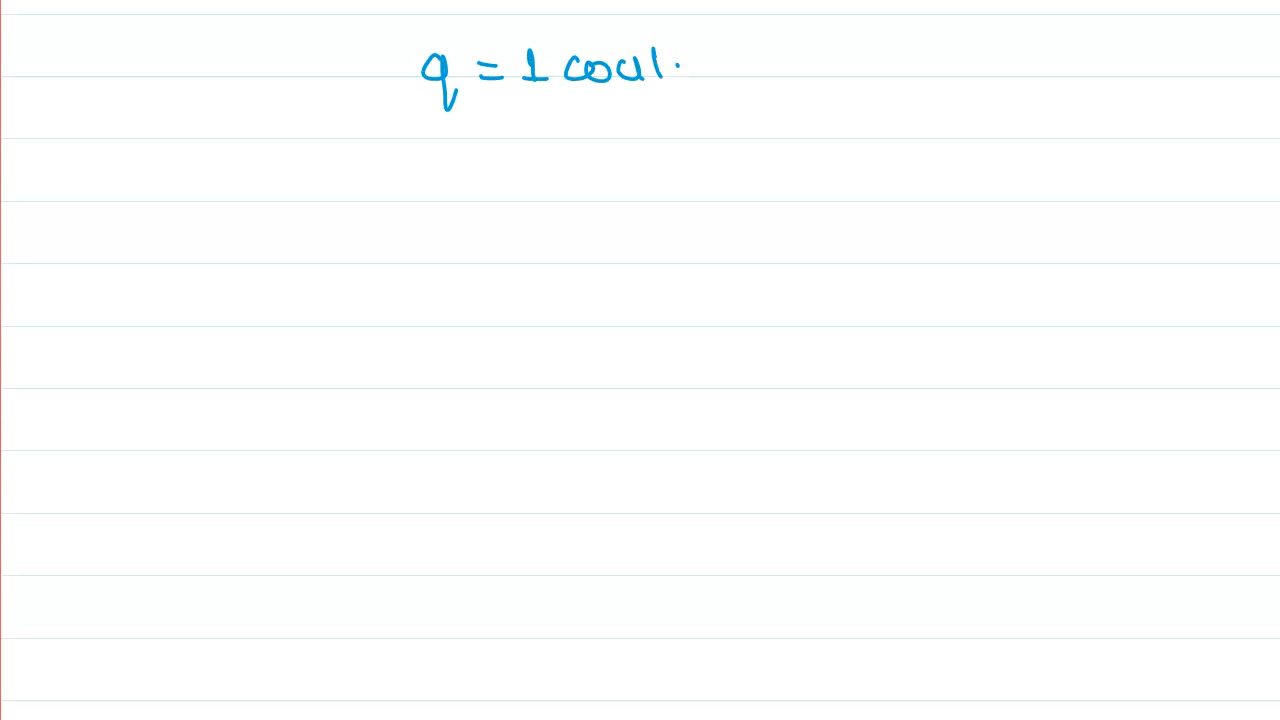 q = 1 coul.